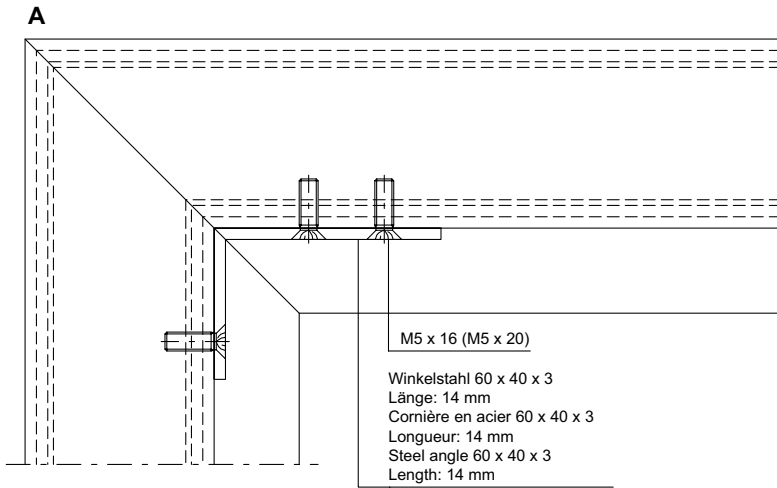 A
M5 x 16 (M5 x 20)
Winkelstahl 60 x 40 x 3
Länge: 14 mm
Cornière en acier 60 x 40 x 3
Longueur: 14 mm
Steel angle 60 x 40 x 3
Length: 14 mm